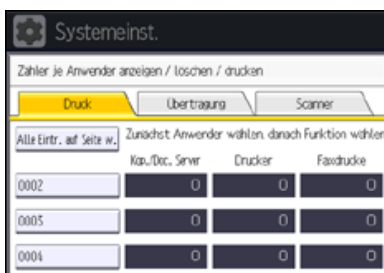 Systemeinst.
Zähler je Anwender anzeigen / löschen / drucken
Druck Übertragung Scanner
Alle Eintr. auf Seite w. Zunächst Anwender wählen, danach Funktion wählen
Kop./Doc. Server Drucker Faxdrucke
0002 0 0 0
0003 0 0 0
0004 0 0 0